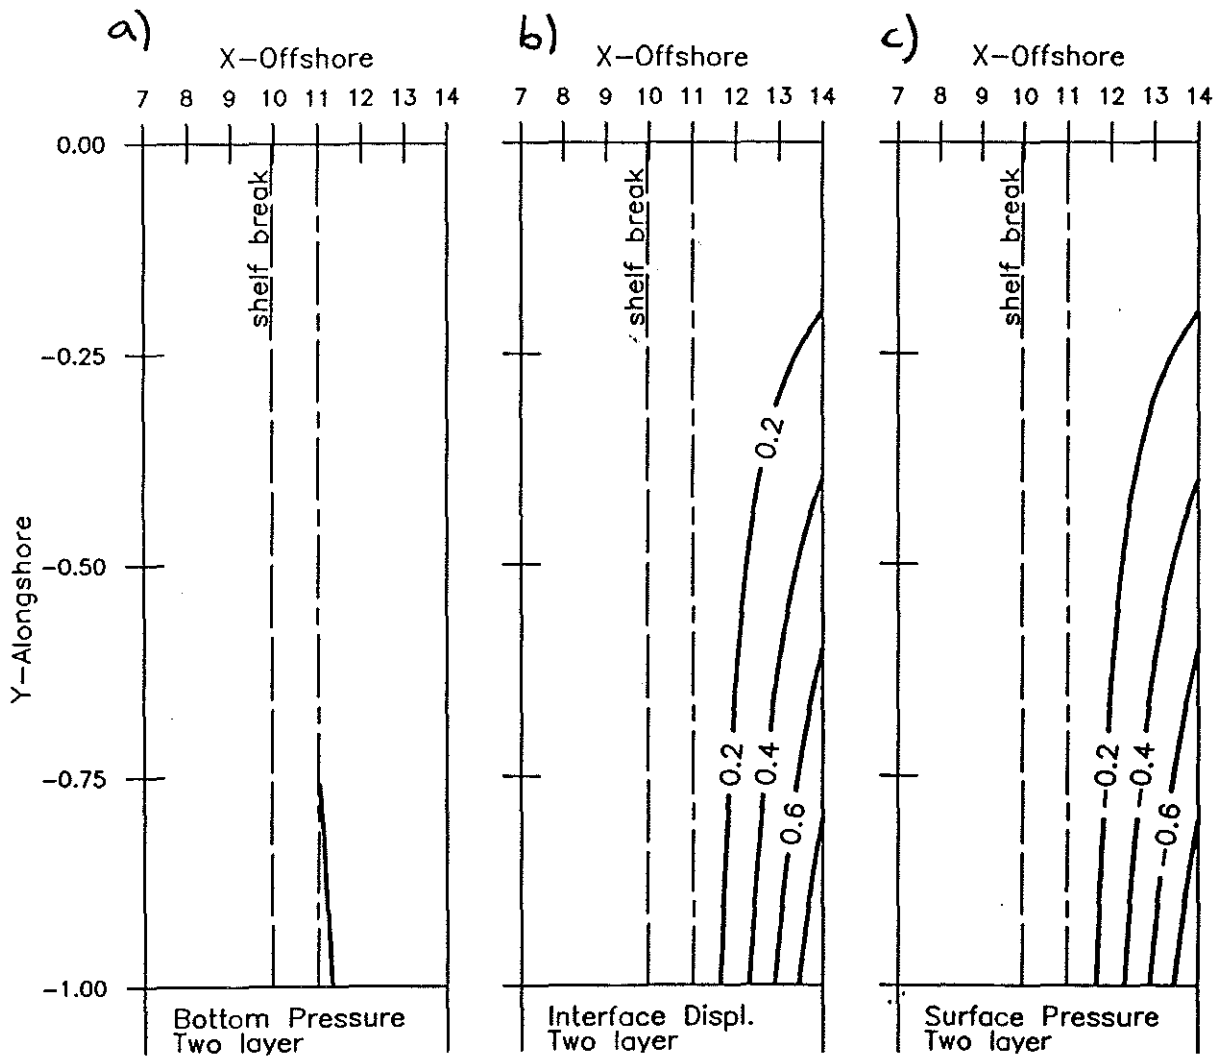 a) b) c)
X-Offshore X-Offshore X-Offshore
7 8 9 10 11 12 13 14 7 8 9 10 11 12 13 14 7 8 9 10 11 12 13 14
0.00
shelf break shelf break shelf break
-0.25
0.2
-0.50
Y-Alongshore
-0.75
0.2 0.4 0.6 -0.2 -0.4 -0.6
-1.00
Bottom Pressure Interface Displ. Surface Pressure
Two layer Two layer Two layer